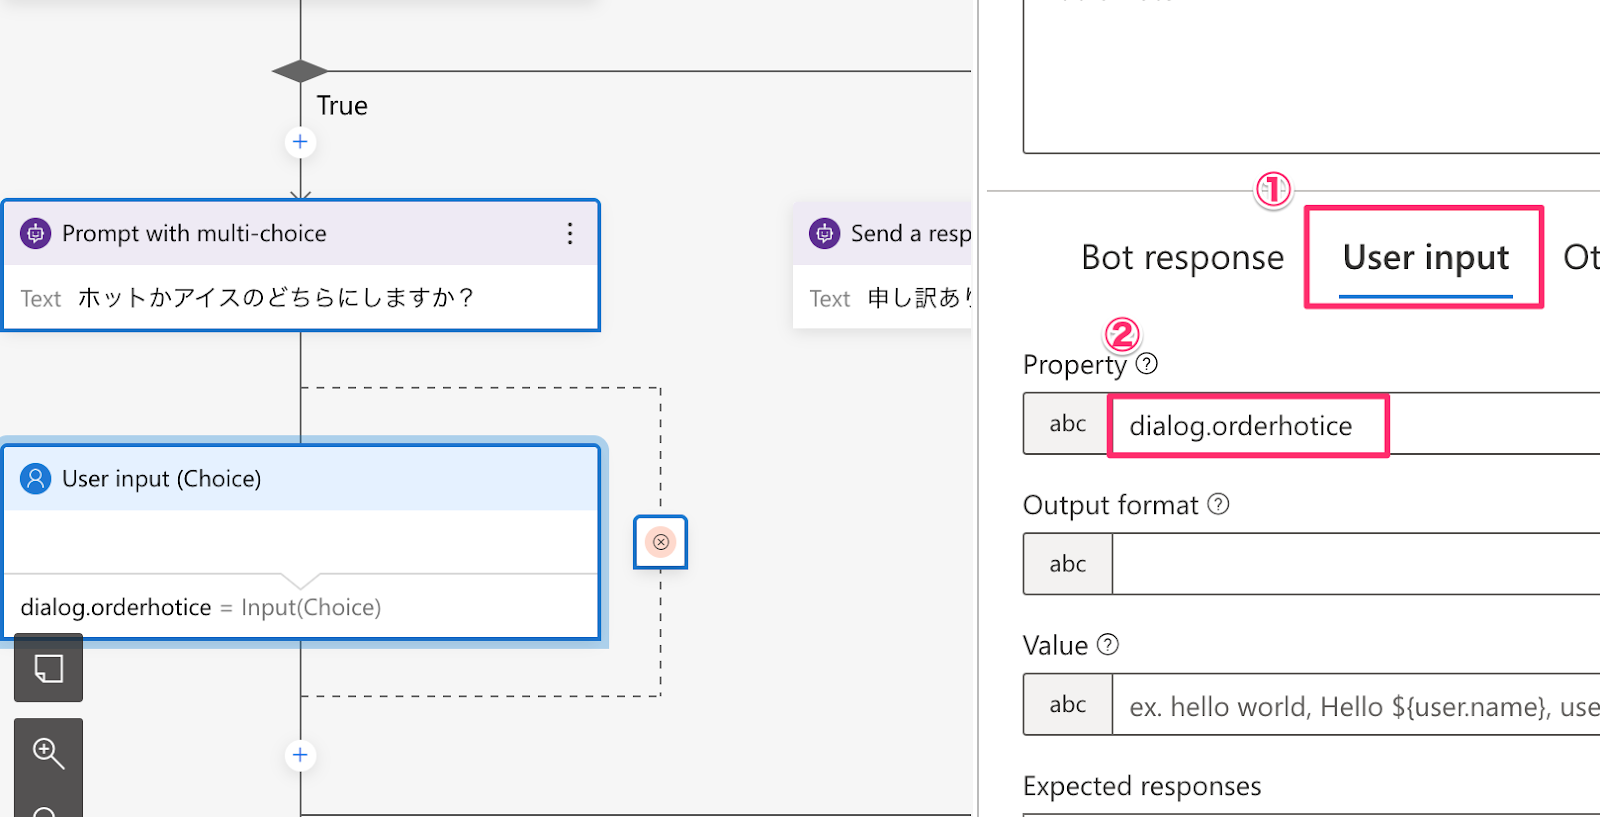 True
Prompt with multi-choice
Text ホットかアイスのどちらにしますか？
Send a resp
Text 申し訳あり
User input (Choice)
dialog.orderhotice = Input(Choice)
①
Bot response User input Ot
②
Property ?
abc dialog.orderhotice
Output format ?
abc
Value ?
abc ex. hello world, Hello ${user.name}, use
Expected responses